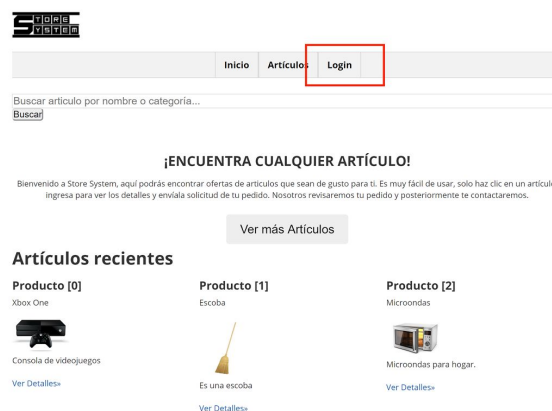 STORE
SYSTEM
Inicio Artículos Login
Buscar articulo por nombre o categoría...
Buscar
¡ENCUENTRA CUALQUIER ARTÍCULO!
Bienvenido a Store System, aquí podrás encontrar ofertas de articulos que sean de gusto para ti. Es muy fácil de usar, solo haz clic en un artícul
ingresa para ver los detalles y envíala solicitud de tu pedido. Nosotros revisaremos tu pedido y posteriormente te contactaremos.
Ver más Artículos
Artículos recientes
Producto [0] Producto [1] Producto [2]
Xbox One Escoba Microondas
Consola de videojuegos
Microondas para hogar.
Ver Detalles»
Es una escoba
Ver Detalles»
Ver Detalles»